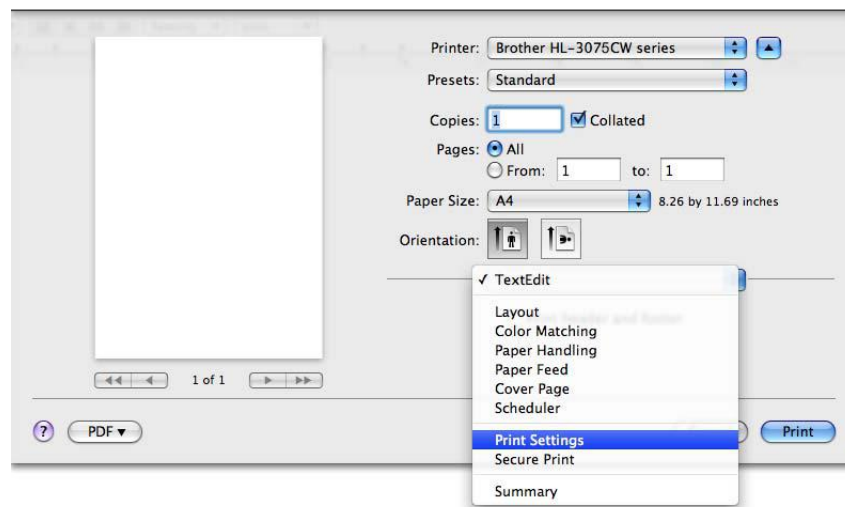 Printer: Brother HL-3075CW series
Presets: Standard
Copies: 1 Collated
Pages: All
From: 1 to: 1
Paper Size: A4 8.26 by 11.69 inches
Orientation:
✓ TextEdit
Layout
Color Matching
Paper Handling
Paper Feed
Cover Page
Scheduler
Print Settings
Secure Print
Summary
1 of 1
? PDF▼ Print